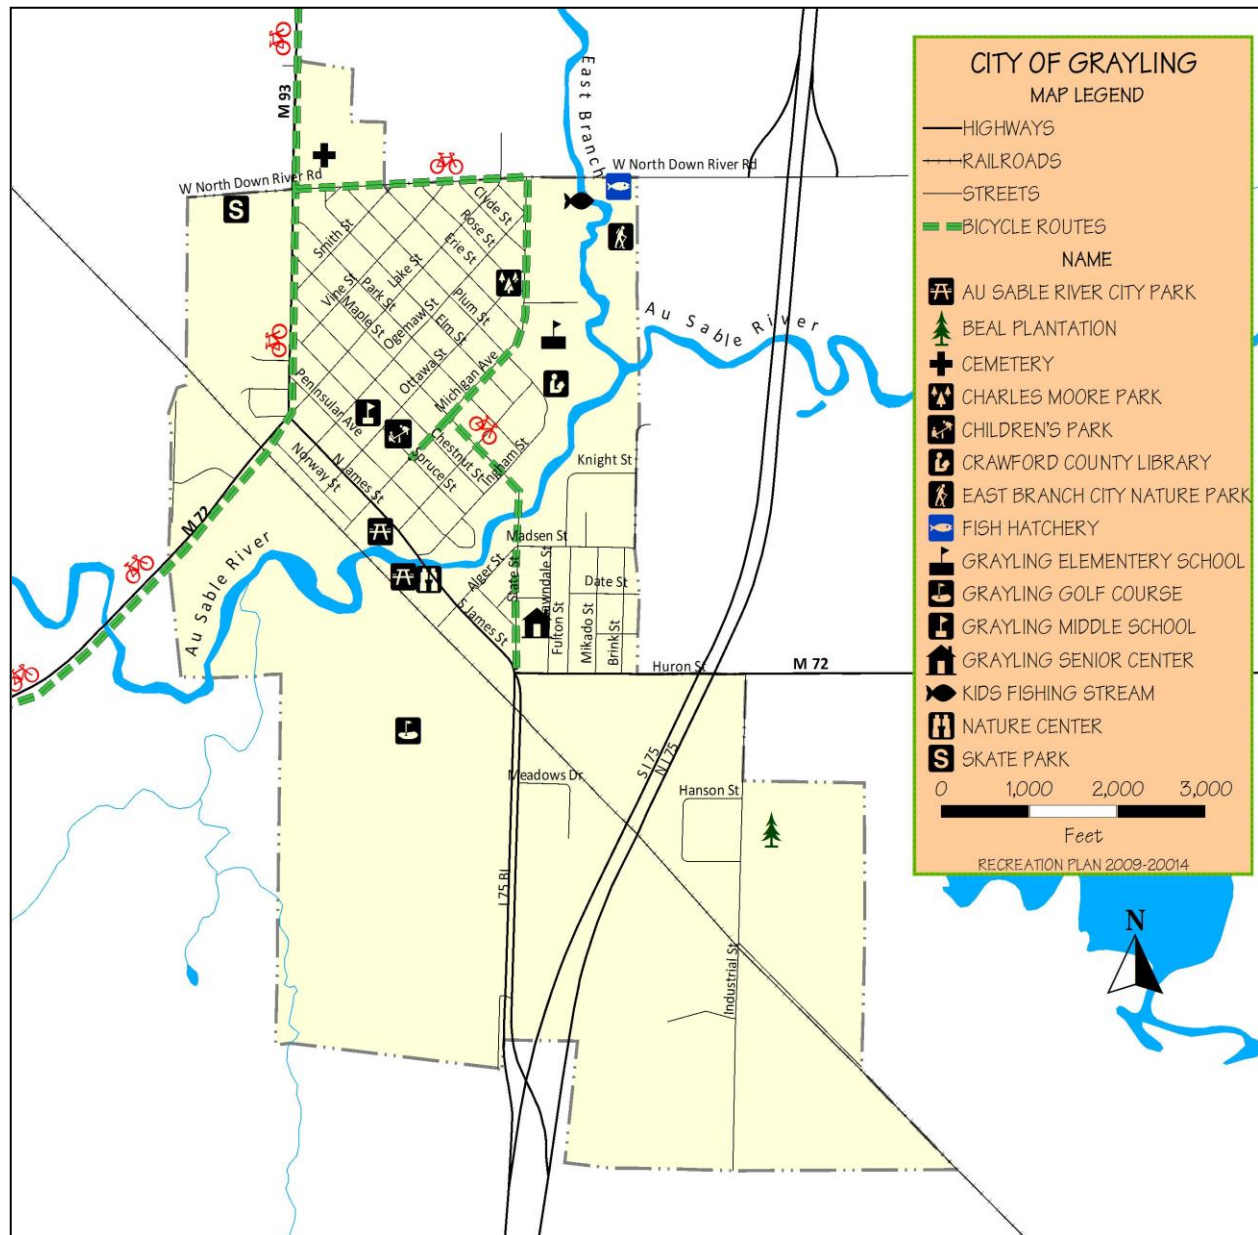 CITY OF GRAYLING
MAP LEGEND
HIGHWAYS
RAILROADS
STREETS
BICYCLE ROUTES
NAME
AU SABLE RIVER CITY PARK
BEAL PLANTATION
CEMETERY
CHARLES MOORE PARK
CHILDREN'S PARK
CRAWFORD COUNTY LIBRARY
EAST BRANCH CITY NATURE PARK
FISH HATCHERY
GRAYLING ELEMENTERY SCHOOL
GRAYLING GOLF COURSE
GRAYLING MIDDLE SCHOOL
GRAYLING SENIOR CENTER
KIDS FISHING STREAM
NATURE CENTER
S
SKATE PARK
0 1,000 2,000 3,000
Feet
RECREATION PLAN 2009-20014
N
M 93
East Branch
W North Down River Rd
W North Down River Rd
S
Clyde St
Rose St
Erie St
Smith St
Lake St
Vine St
Park St
Maple St
Plum St
Ogemaw St
Elm St
Ottawa St
Michigan Ave
Peninsular Ave
Au Sable River
Chestnut St
Spruce St
Ingham St
Norway St
N James St
Knight St
M 72
Au Sable River
Madsen St
Alger St
State St
Lawndale St
Date St
S James St
Fulton St
Mikado St
Brink St
Huron St
M 72
S I 75
N I 75
Meadows Dr
Hanson St
I 75 BL
Industrial St